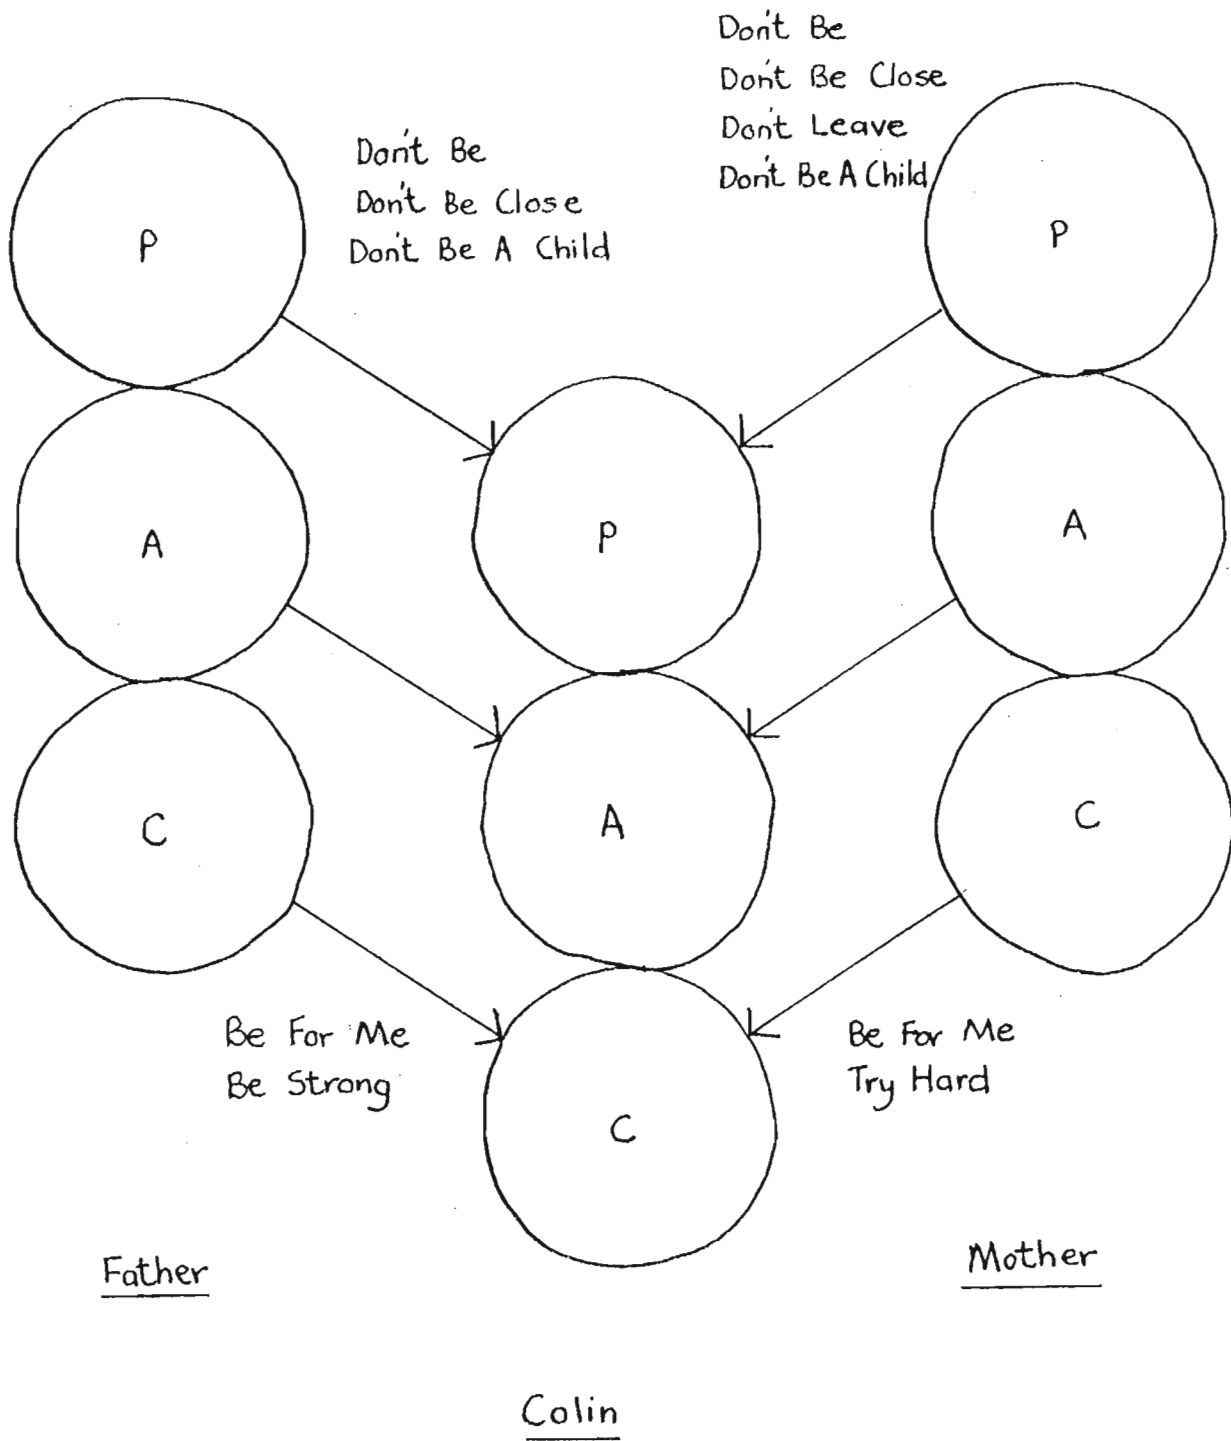 Don't Be
Don't Be Close
Don't Leave
Don't Be A Child
Don't Be
Don't Be Close
Don't Be A Child
P
P
P
A
A
A
C
C
C
Be For Me
Be Strong
Be For Me
Try Hard
Father
Mother
Colin